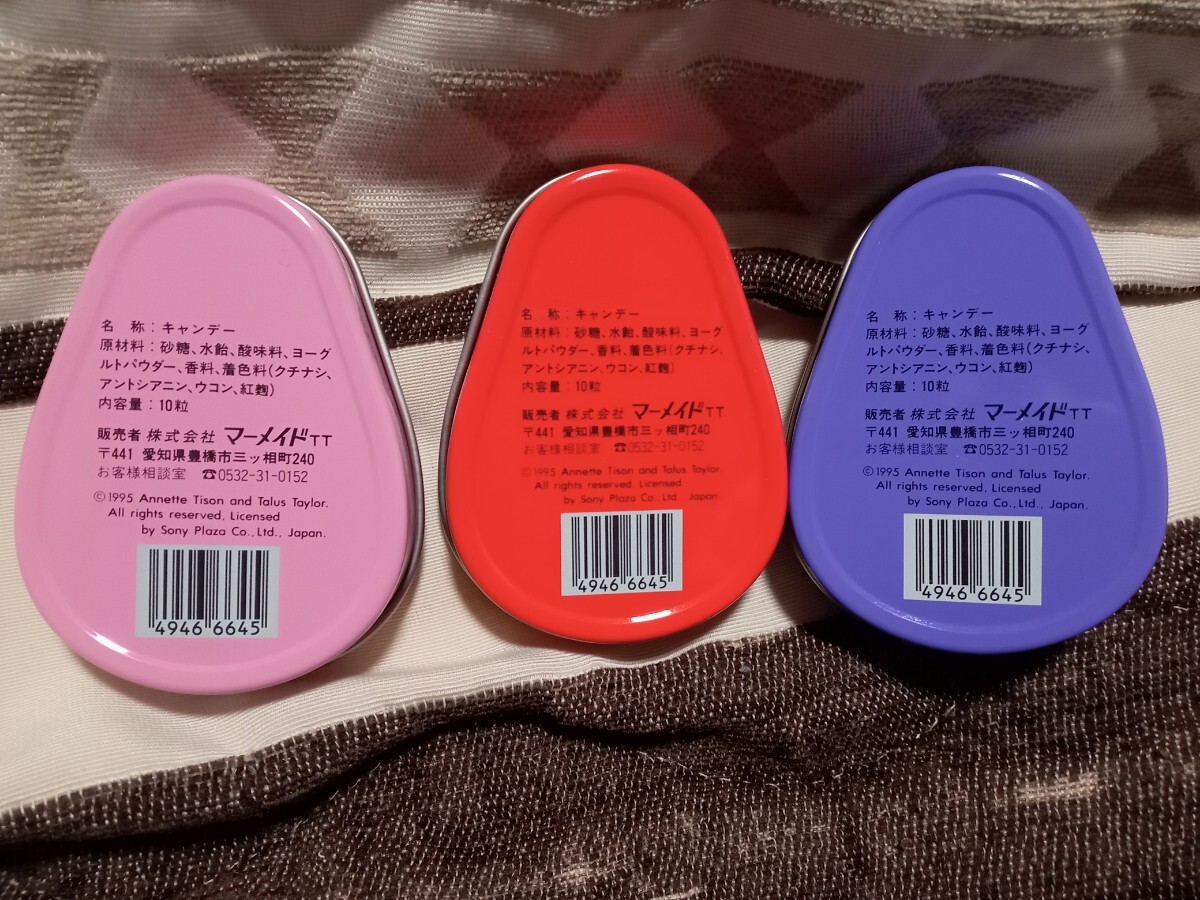 名 称：キャンデー
原材料：砂糖、水飴、酸味料、ヨーグ
ルトパウダー、香料、着色料(クチナシ、
アントシアニン、ウコン、紅麹)
内容量：10粒
販売者 株式会社 マーメイドTT
〒441 愛知県豊橋市三ッ相町240
お客様相談室 ☎0532-31-0152
©1995 Annette Tison and Talus Taylor.
All rights reserved. Licensed
by Sony Plaza Co., Ltd., Japan.
4946 6645
名 称：キャンデー
原材料：砂糖、水飴、酸味料、ヨーグ
ルトパウダー、香料、着色料(クチナシ、
アントシアニン、ウコン、紅麹)
内容量：10粒
販売者 株式会社 マーメイドTT
〒441 愛知県豊橋市三ッ相町240
お客様相談室 ☎0532-31-0152
©1995 Annette Tison and Talus Taylor.
All rights reserved. Licensed
by Sony Plaza Co., Ltd. Japan.
4946 6645
名 称：キャンデー
原材料：砂糖、水飴、酸味料、ヨーグ
ルトパウダー、香料、着色料(クチナシ、
アントシアニン、ウコン、紅麹)
内容量：10粒
販売者 株式会社 マーメイドTT
〒441 愛知県豊橋市三ッ相町240
お客様相談室 ☎0532-31-0152
©1995 Annette Tison and Talus Taylor.
All rights reserved. Licensed
by Sony Plaza Co., Ltd., Japan.
4946 6645